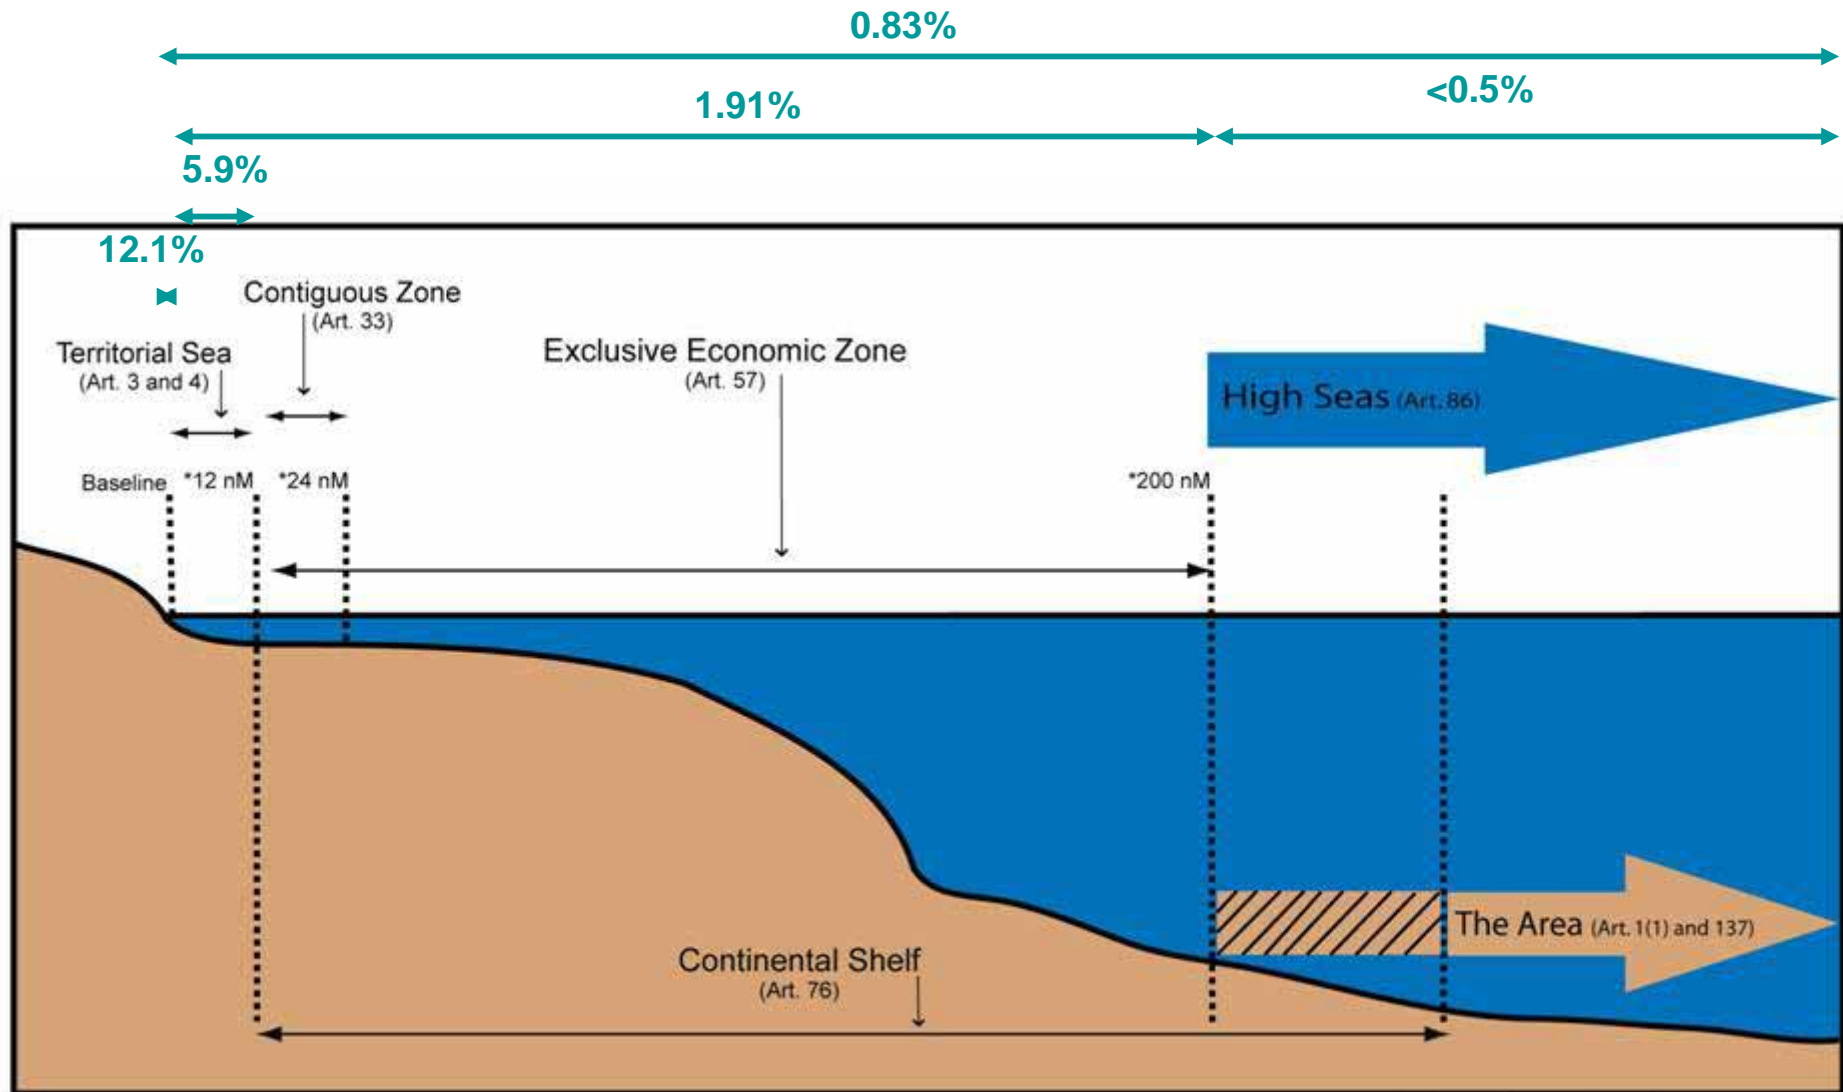 0.83%
<0.5%
1.91%
5.9%
12.1%
Contiguous Zone
(Art. 33)
Territorial Sea
(Art. 3 and 4)
Exclusive Economic Zone
(Art. 57)
High Seas (Art. 86)
Baseline *12 nM *24 nM *200 nM
The Area (Art. 1(1) and 137)
Continental Shelf
(Art. 76)